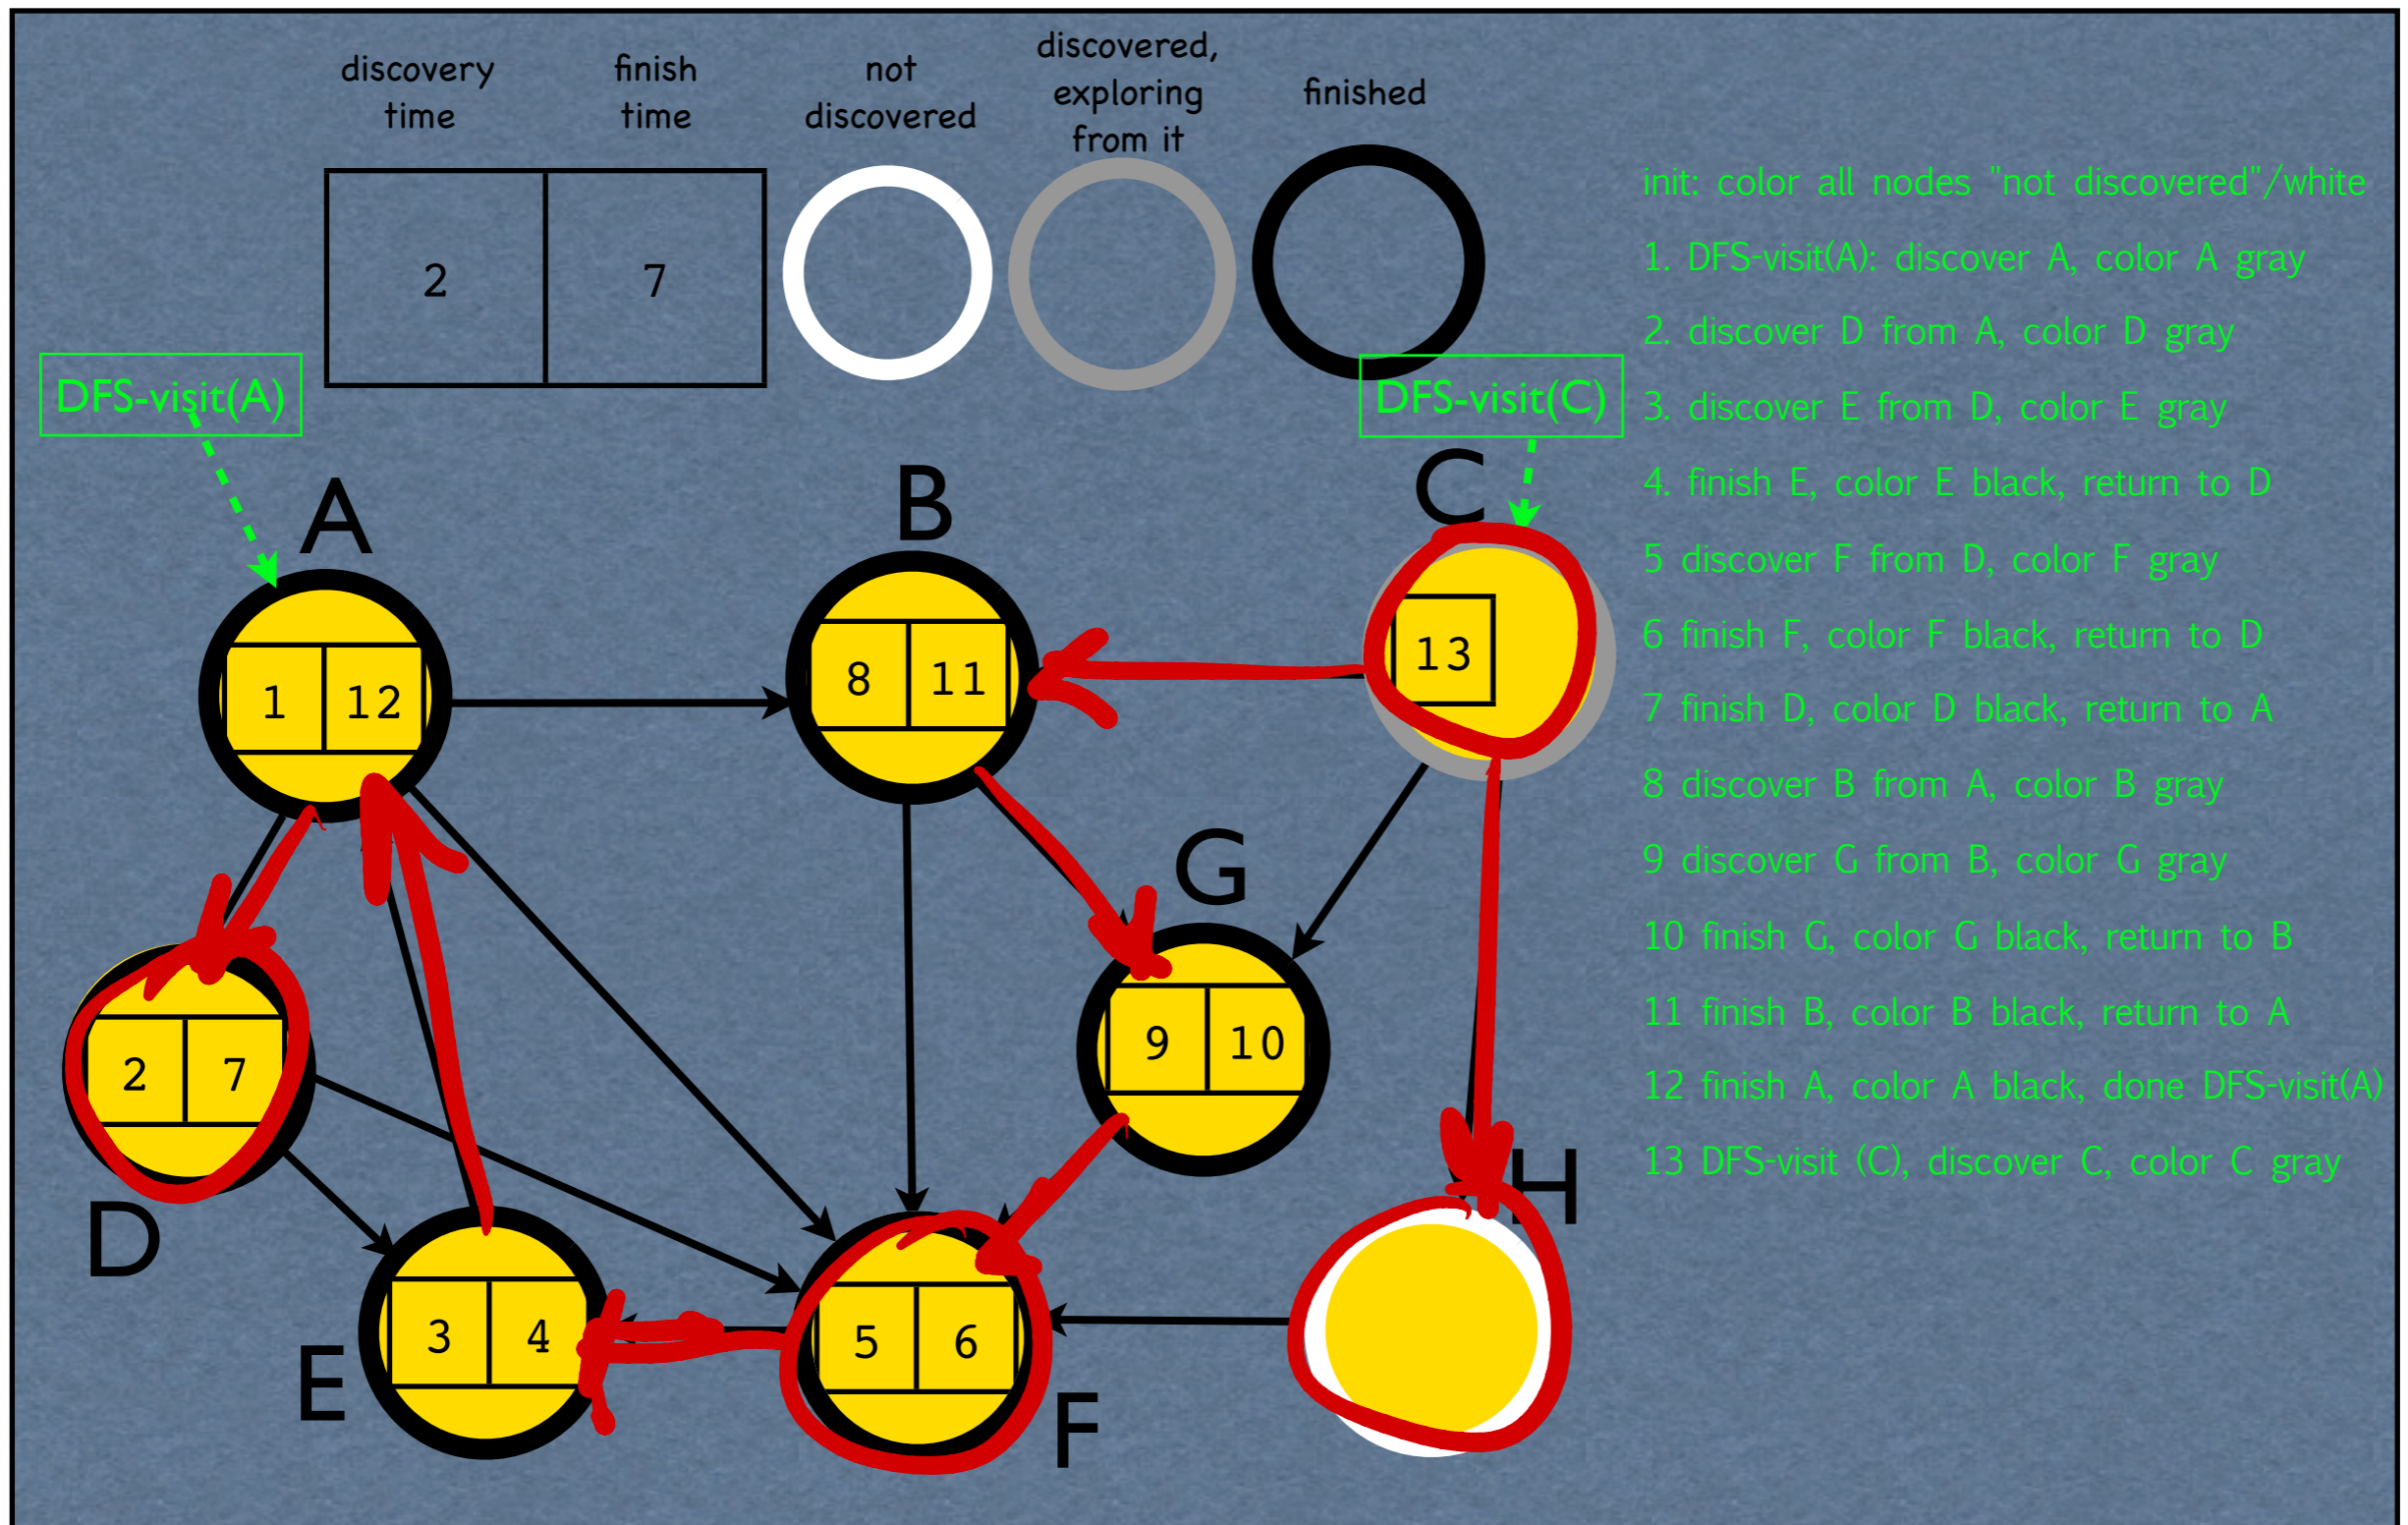 discovery
time
finish
time
not
discovered
discovered,
exploring
from it
finished
2 7
init: color all nodes "not discovered"/white
1. DFS-visit(A): discover A, color A gray
2. discover D from A, color D gray
3. discover E from D, color E gray
4. finish E, color E black, return to D
5 discover F from D, color F gray
6 finish F, color F black, return to D
7 finish D, color D black, return to A
8 discover B from A, color B gray
9 discover G from B, color G gray
10 finish G, color G black, return to B
11 finish B, color B black, return to A
12 finish A, color A black, done DFS-visit(A)
13 DFS-visit (C), discover C, color C gray
DFS-visit(A)
DFS-visit(C)
A
1 12
B
8 11
C
13
G
9 10
D
2 7
E
3 4
F
5 6
H